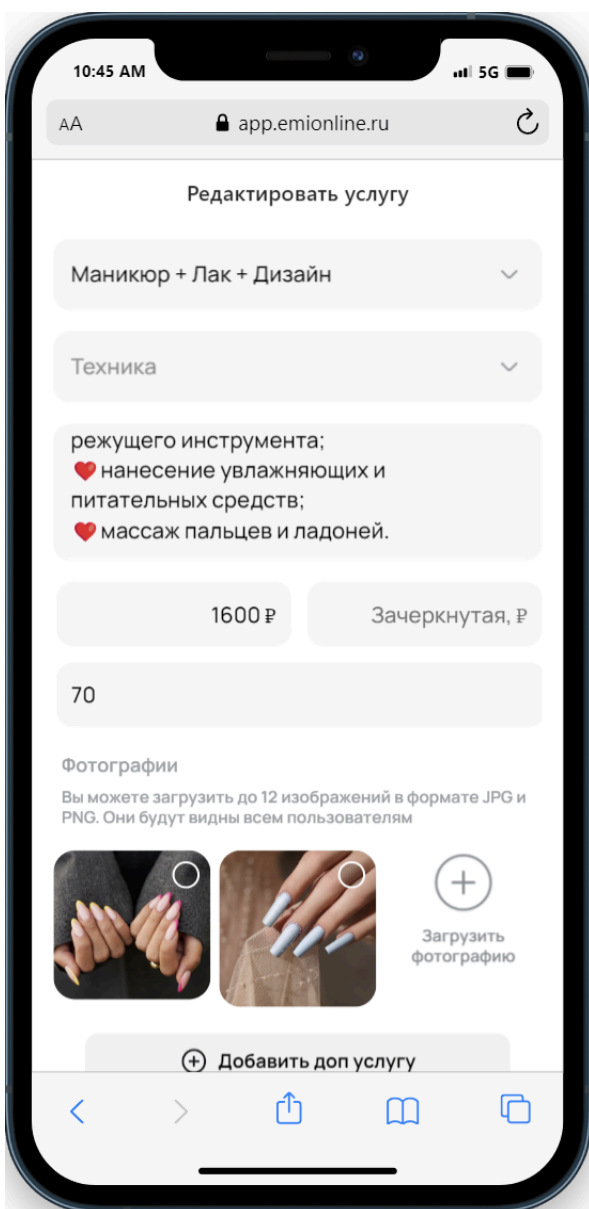 10:45 AM
5G
AA
app.emionline.ru
Редактировать услугу
Маникюр + Лак + Дизайн
Техника
режущего инструмента;
❤️ нанесение увлажняющих и
питательных средств;
❤️ массаж пальцев и ладоней.
1600 ₽
Зачеркнутая, ₽
70
Фотографии
Вы можете загрузить до 12 изображений в формате JPG и
PNG. Они будут видны всем пользователям
Загрузить
фотографию
Добавить доп услугу